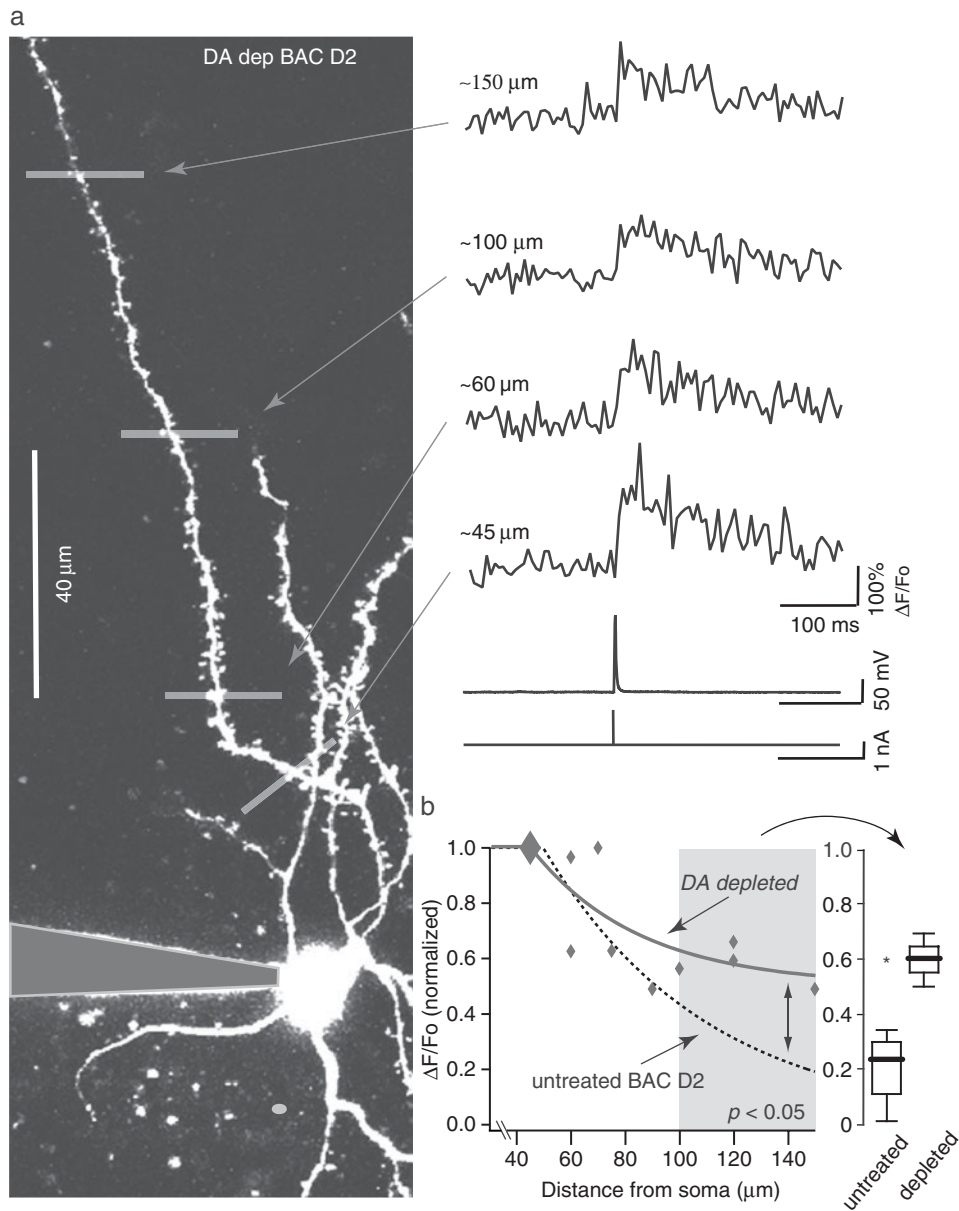 a
DA dep BAC D2
~150 µm
~100 µm
~60 µm
~45 µm
40 µm
100%
ΔF/Fo
100 ms
50 mV
1 nA
b
ΔF/Fo (normalized)
1.0
0.8
0.6
0.4
0.2
0.0
DA depleted
untreated BAC D2
p < 0.05
40
60
80
100
120
140
Distance from soma (µm)
1.0
0.8
0.6
0.4
0.2
0
*
untreated
depleted